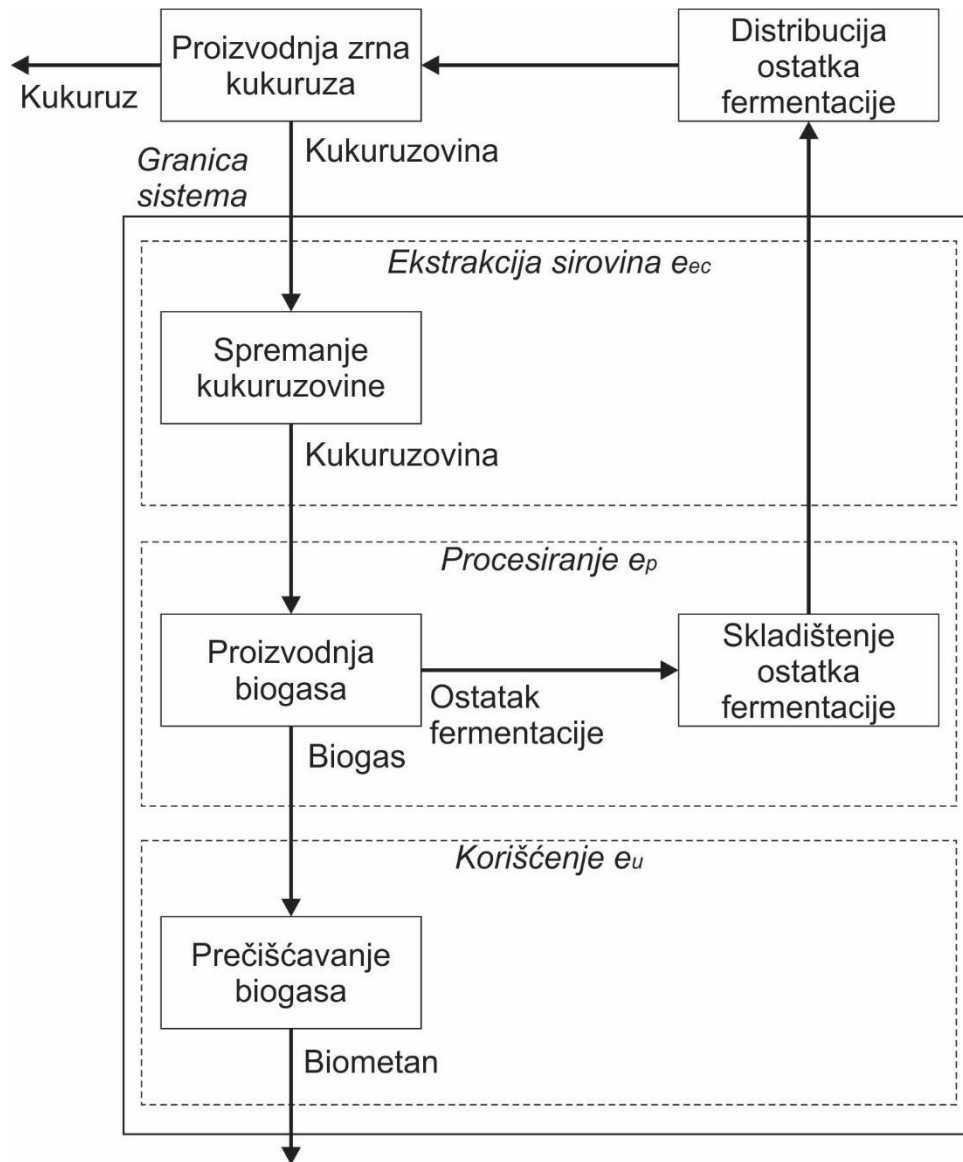 Proizvodnja zrna
kukuruza
Distribucija
ostatka
fermentacije
Kukuruz
Kukuruzovina
Granica
sistema
Ekstrakcija sirovina eec
Spremanje
kukuruzovine
Kukuruzovina
Procesiranje ep
Proizvodnja
biogasa
Ostatak
fermentacije
Skladištenje
ostatka
fermentacije
Biogas
Korišćenje eu
Prečišćavanje
biogasa
Biometan